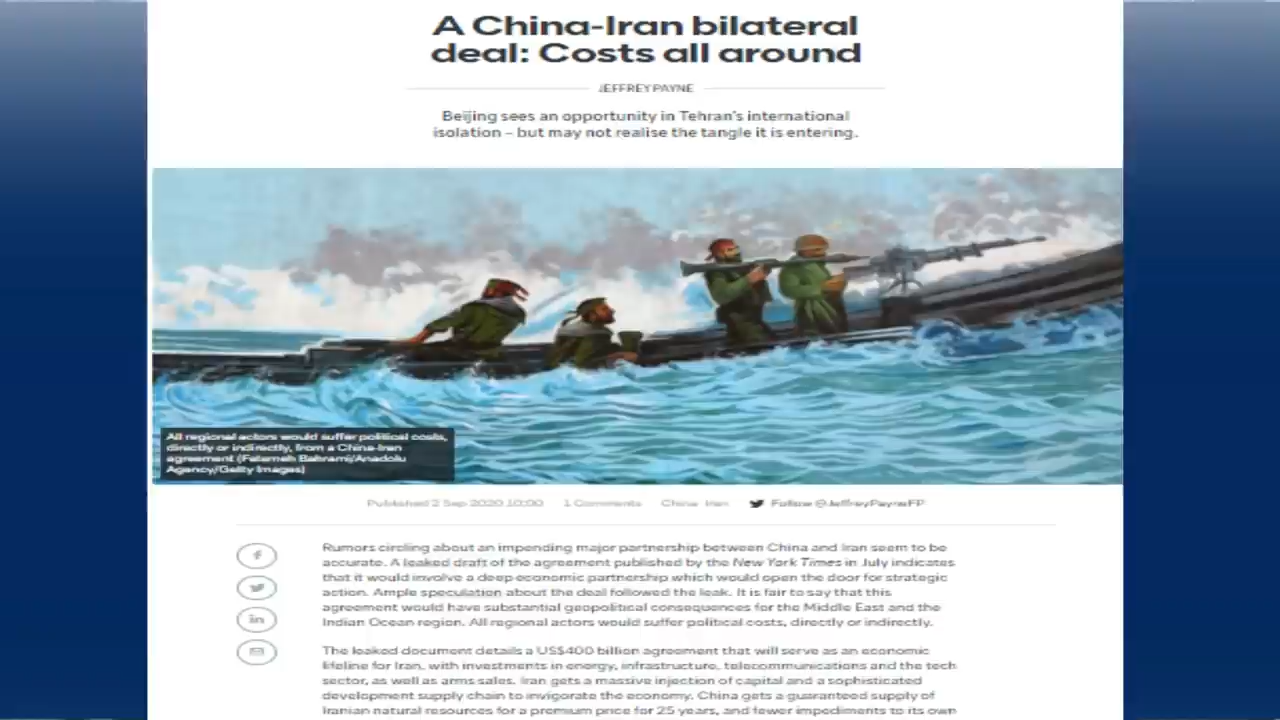 A China-Iran bilateral
deal: Costs all around
JEFFREY PAYNE
Beijing sees an opportunity in Tehran's international
isolation – but may not realise the tangle it is entering.
All regional actors would suffer political costs,
directly or indirectly, from a China-Iran
agreement (Fatemeh Bahrami/Anadolu
Agency/Getty Images)
Published 2 Sep 2020 10:00 1 Comments China Iran Follow @JeffreyPayneFP
Rumors circling about an impending major partnership between China and Iran seem to be
accurate. A leaked draft of the agreement published by the New York Times in July indicates
that it would involve a deep economic partnership which would open the door for strategic
action. Ample speculation about the deal followed the leak. It is fair to say that this
agreement would have substantial geopolitical consequences for the Middle East and the
Indian Ocean region. All regional actors would suffer political costs, directly or indirectly.
The leaked document details a US$400 billion agreement that will serve as an economic
lifeline for Iran, with investments in energy, infrastructure, telecommunications and the tech
sector, as well as arms sales. Iran gets a massive injection of capital and a sophisticated
development supply chain to invigorate the economy. China gets a guaranteed supply of
Iranian natural resources for a premium price for 25 years, and fewer impediments to its own